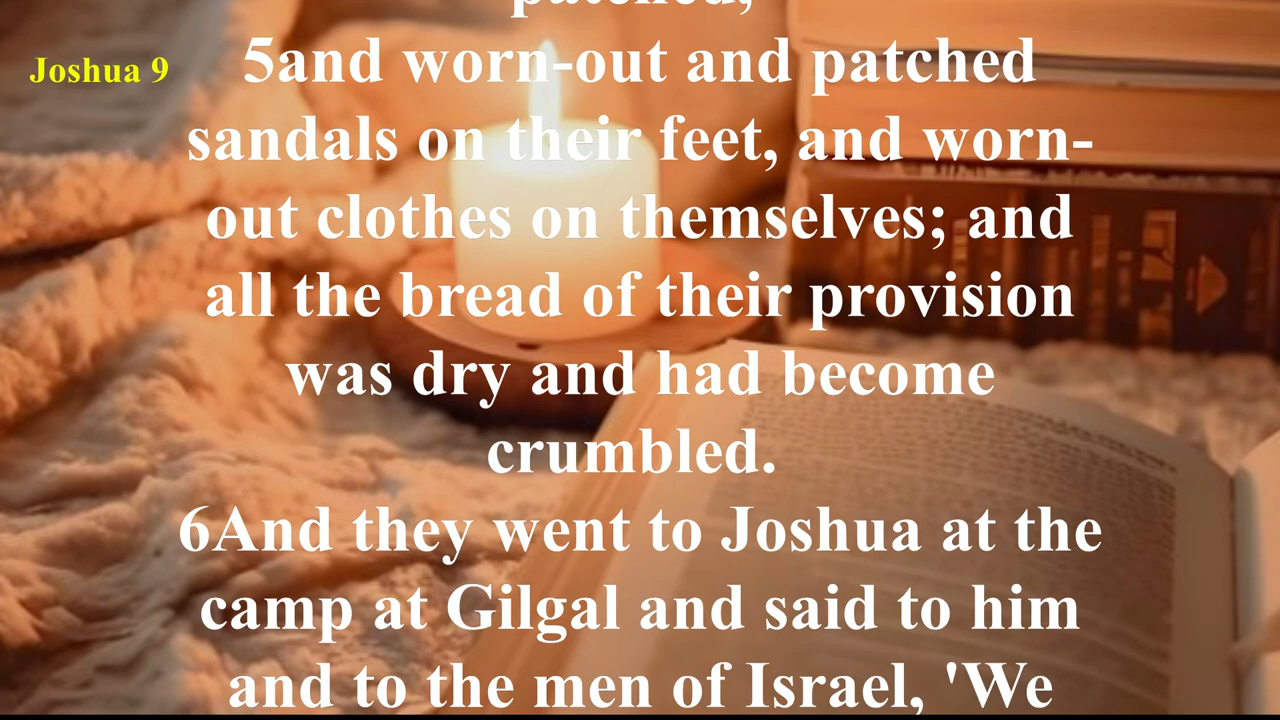 patched,
Joshua 9
5and worn-out and patched
sandals on their feet, and worn-
out clothes on themselves; and
all the bread of their provision
was dry and had become
crumbled.
6And they went to Joshua at the
camp at Gilgal and said to him
and to the men of Israel, 'We